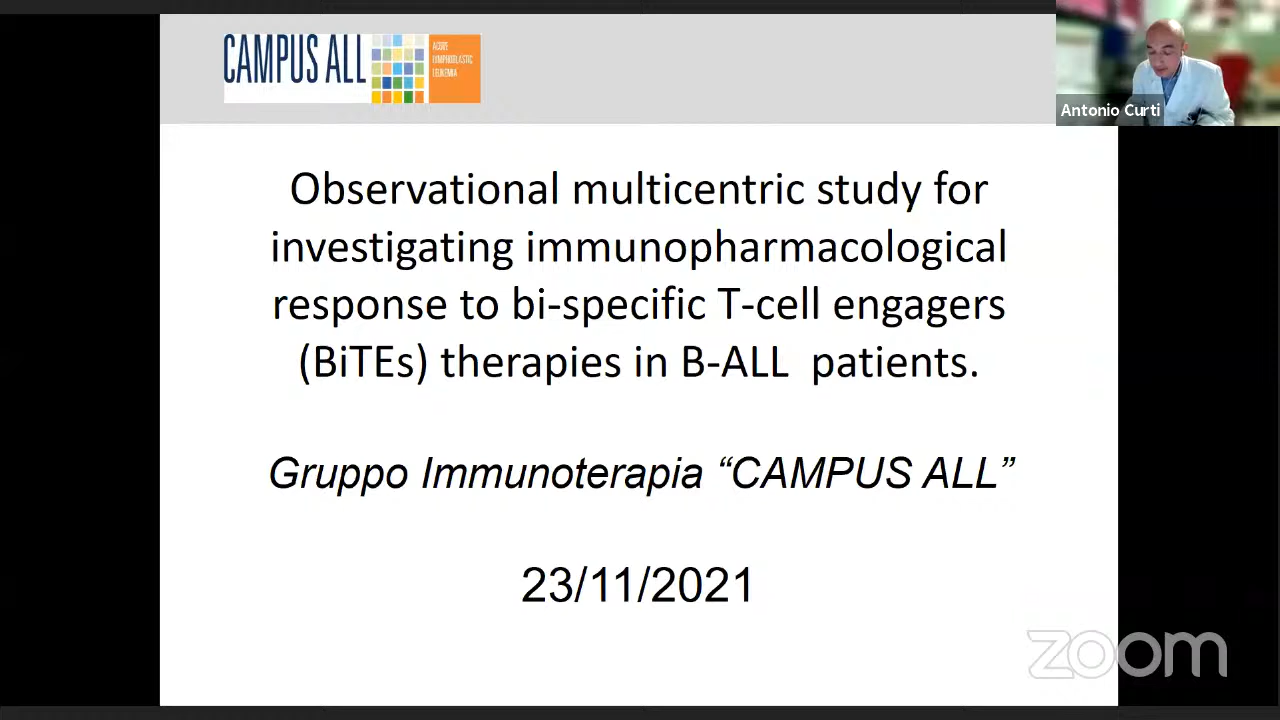 CAMPUS ALL
ACUTE
LYMPHOBLASTIC
LEUKEMIA
Antonio Curti
Observational multicentric study for
investigating immunopharmacological
response to bi-specific T-cell engagers
(BiTEs) therapies in B-ALL patients.
Gruppo Immunoterapia “CAMPUS ALL”
23/11/2021
zoom